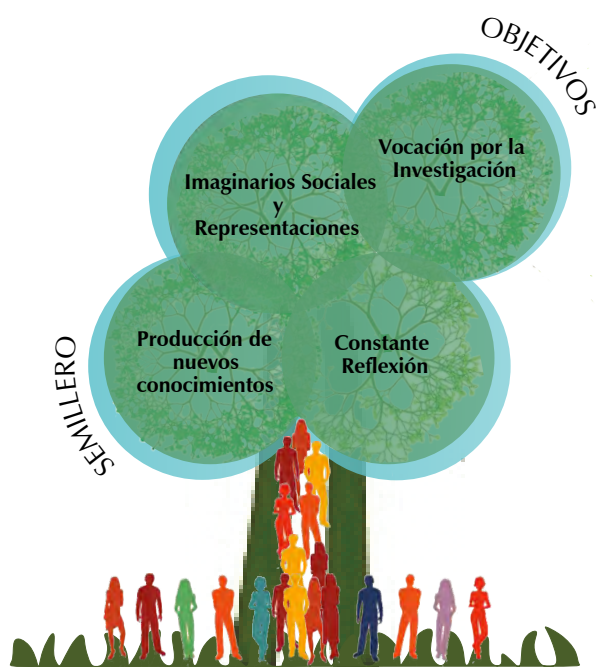 OBJETIVOS
Vocación por la
Investigación
Imaginarios Sociales
y
Representaciones
Producción de
nuevos
conocimientos
Constante
Reflexión
SEMILLERO